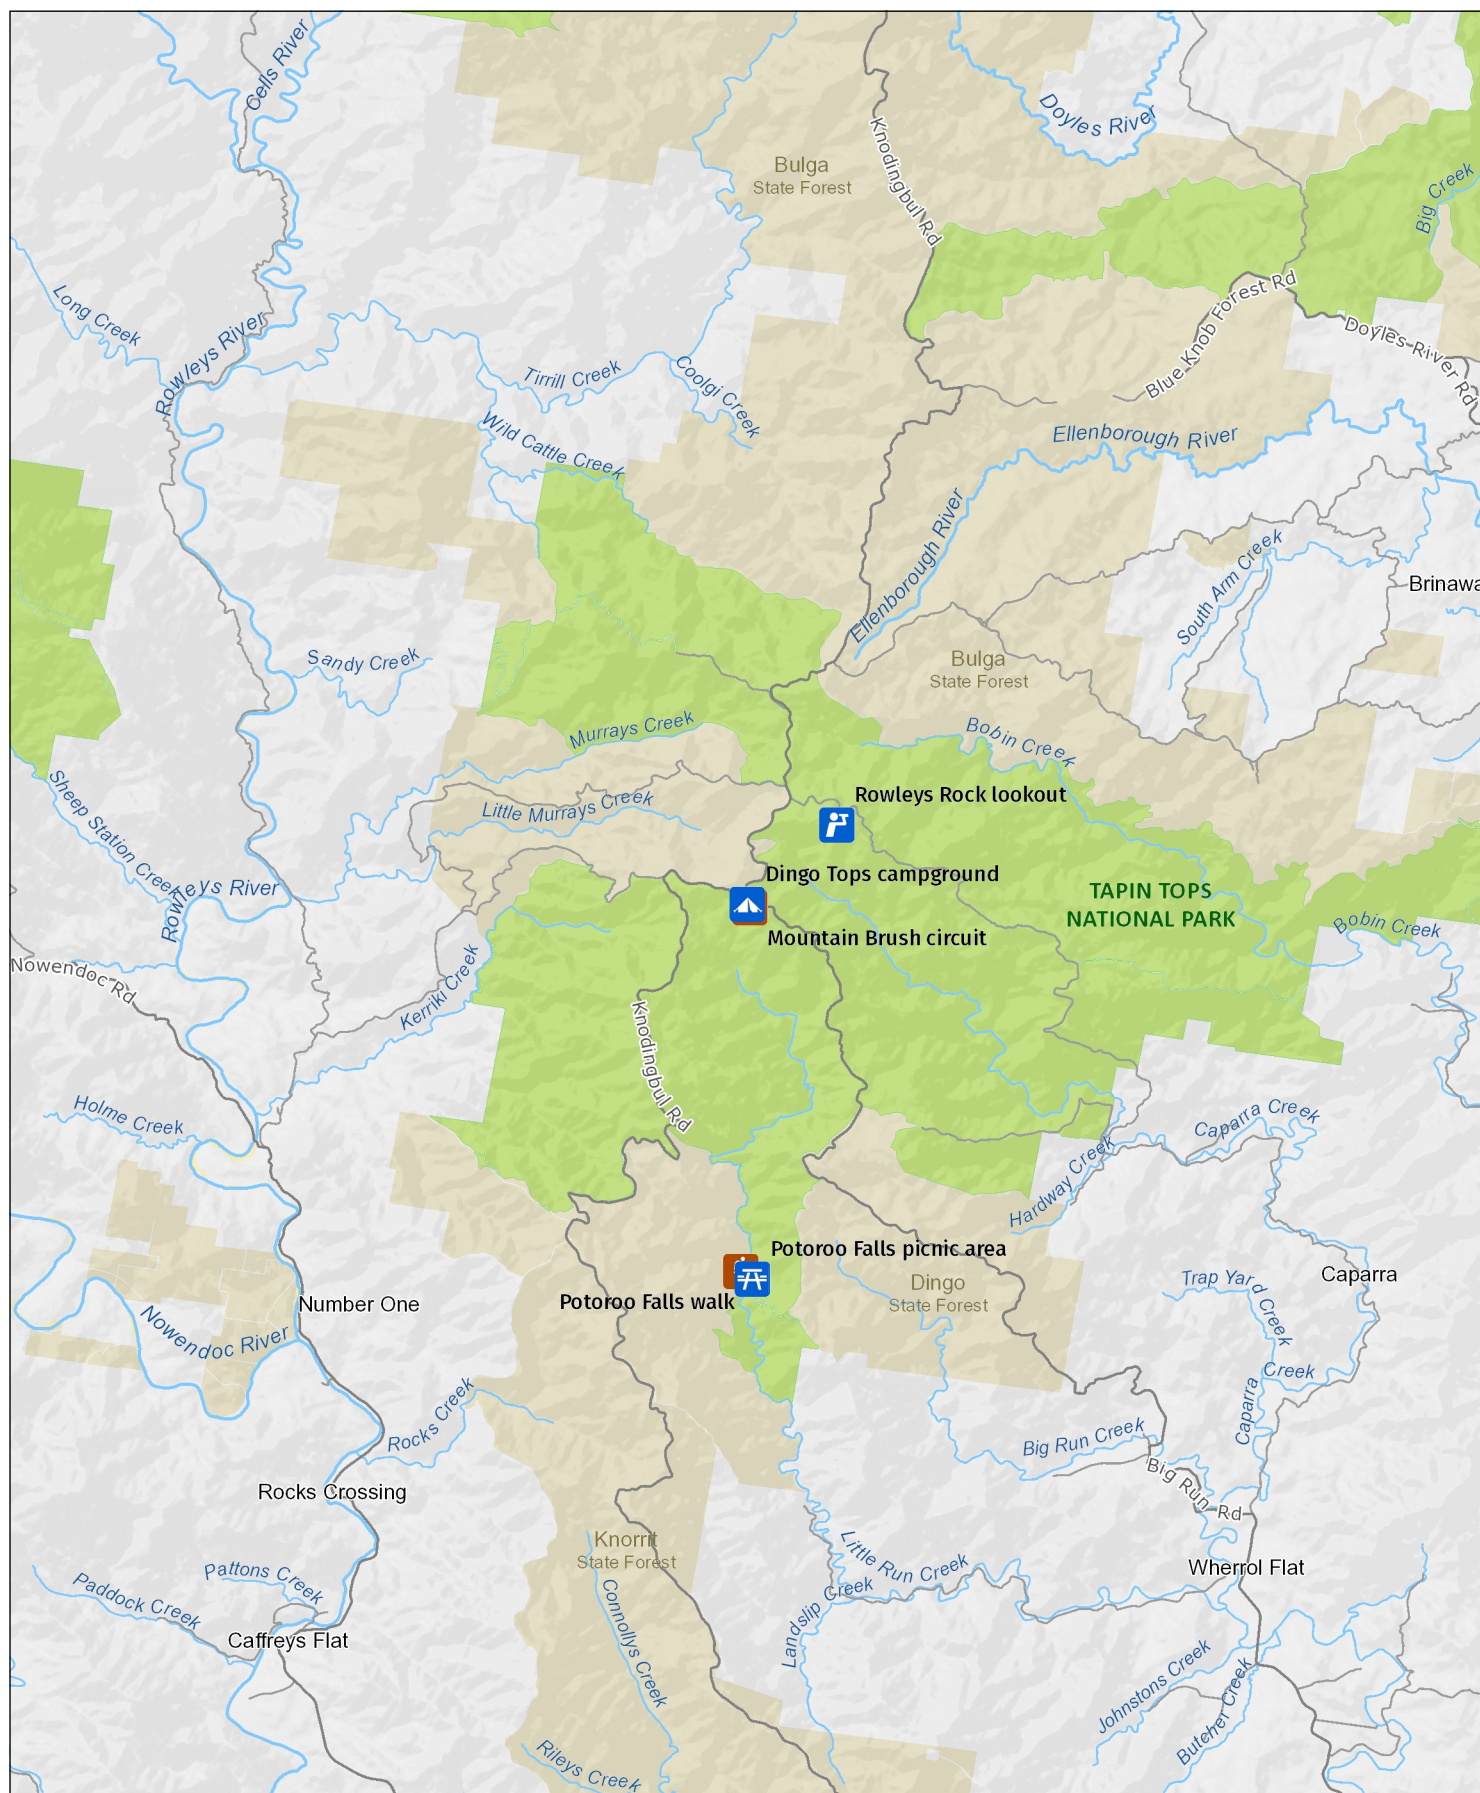 Cells River
Doyles River
Knodingbul Rd
Bulga
State Forest
Big Creek
Long Creek
Rowleys River
Blue Knob Forest Rd
Doyles River Rd
Tirrill Creek
Coolgi Creek
Wild Cattle Creek
Ellenborough River
Ellenborough River
South Arm Creek
Brinawa
Sandy Creek
Bulga
State Forest
Murrays Creek
Bobin Creek
Sheep Station Creek
Little Murrays Creek
Rowleys Rock lookout
Dingo Tops campground
Rowleys River
TAPIN TOPS
NATIONAL PARK
Bobin Creek
Mountain Brush circuit
Nowendoc Rd
Kerriki Creek
Knodingbul Rd
Holme Creek
Caparra Creek
Hardway Creek
Potoroo Falls picnic area
Potoroo Falls walk
Dingo
State Forest
Caparra
Trap Yard Creek
Number One
Nowendoc River
Caparra Creek
Rocks Creek
Big Run Creek
Big Run Rd
Rocks Crossing
Knorrit
State Forest
Little Run Creek
Wherrol Flat
Pattons Creek
Paddock Creek
Landslip Creek
Connollys Creek
Caffreys Flat
Johnstons Creek
Butcher Creek
Rileys Creek